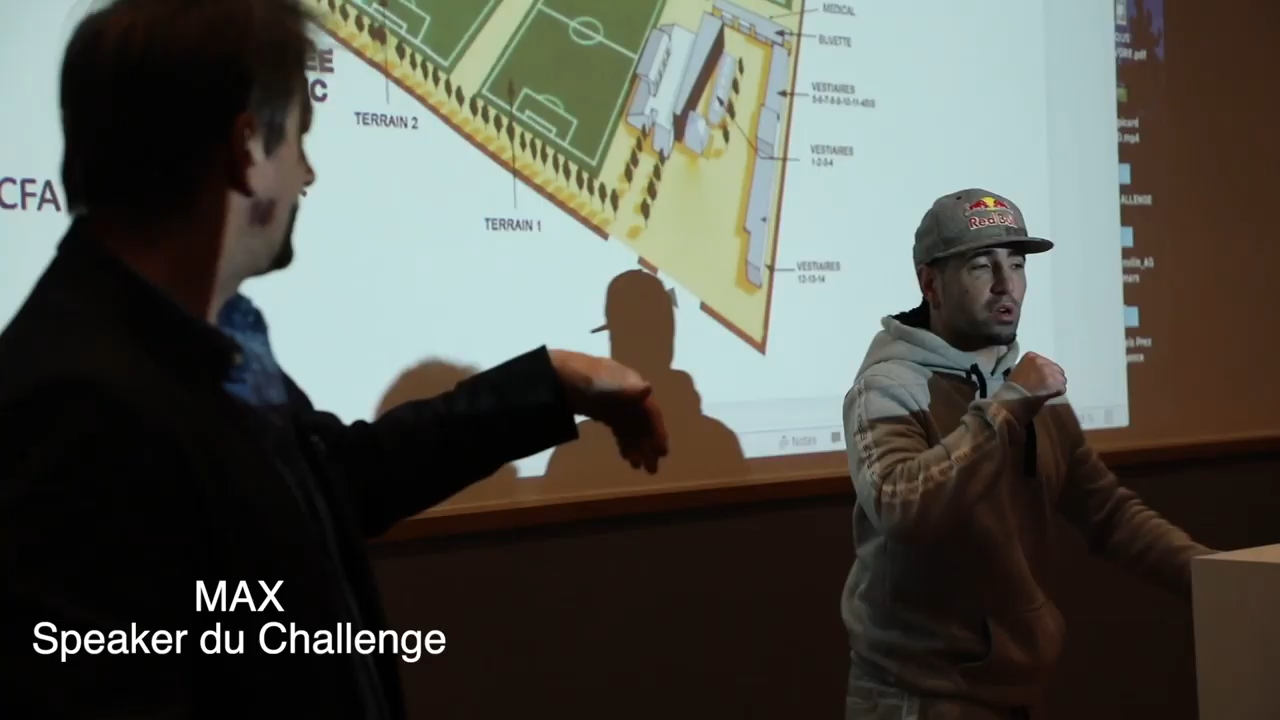 MEDICAL
BUVETTE
VESTIAIRES
VESTIAIRES
1-2-3-4
TERRAIN 2
CFA
TERRAIN 1
VESTIAIRES
12-13-14
Red Bull
Notes
MAX
Speaker du Challenge